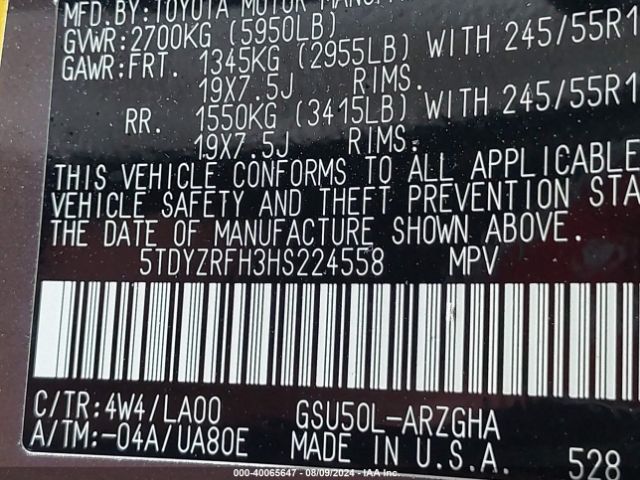 MFD.BY:TOYOTA MOTOR
GVWR:2700KG (5950LB)
GAWR:FRT. 1345KG (2955LB) WITH 245/55R1
19X7.5J RIMS.
RR. 1550KG (3415LB) WITH 245/55R1
19X7.5J RIMS.
THIS VEHICLE CONFORMS TO ALL APPLICABLE
VEHICLE SAFETY AND THEFT PREVENTION STA
THE DATE OF MANUFACTURE SHOWN ABOVE.
5TDYZRFH3HS224558 MPV
C/TR:4W4/LA00 GSU50L-ARZGHA
A/TM:-04A/UA80E MADE IN U.S.A. 528
000-40065647 - 08/09/2024 - IAAI.COM